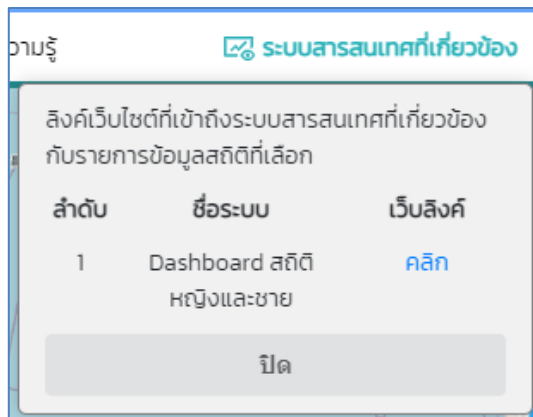 ความรู้ ระบบสารสนเทศที่เกี่ยวข้อง
ลิงค์เว็บไซต์ที่เข้าถึงระบบสารสนเทศที่เกี่ยวข้อง
กับรายการข้อมูลสถิติที่เลือก
ลำดับ ชื่อระบบ เว็บลิงค์
1 Dashboard สถิติ คลิก
หญิงและชาย
ปิด